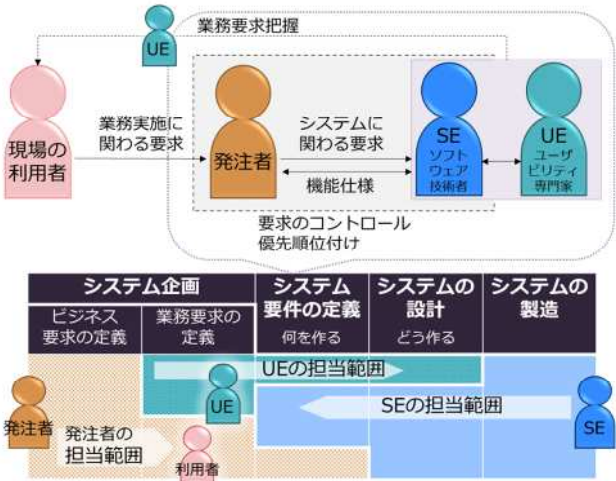 UE
業務要求把握
現場の
利用者
業務実施に
関わる要求
発注者
システムに
関わる要求
機能仕様
SE
ソフト
ウェア
技術者
UE
ユーザ
ビリティ
専門家
要求のコントロール
優先順位付け
システム企画
ビジネス
要求の定義
業務要求の
定義
システム
要件の定義
何を作る
システムの
設計
どう作る
システムの
製造
UEの担当範囲
UE
SEの担当範囲
SE
発注者
発注者の
担当範囲
利用者